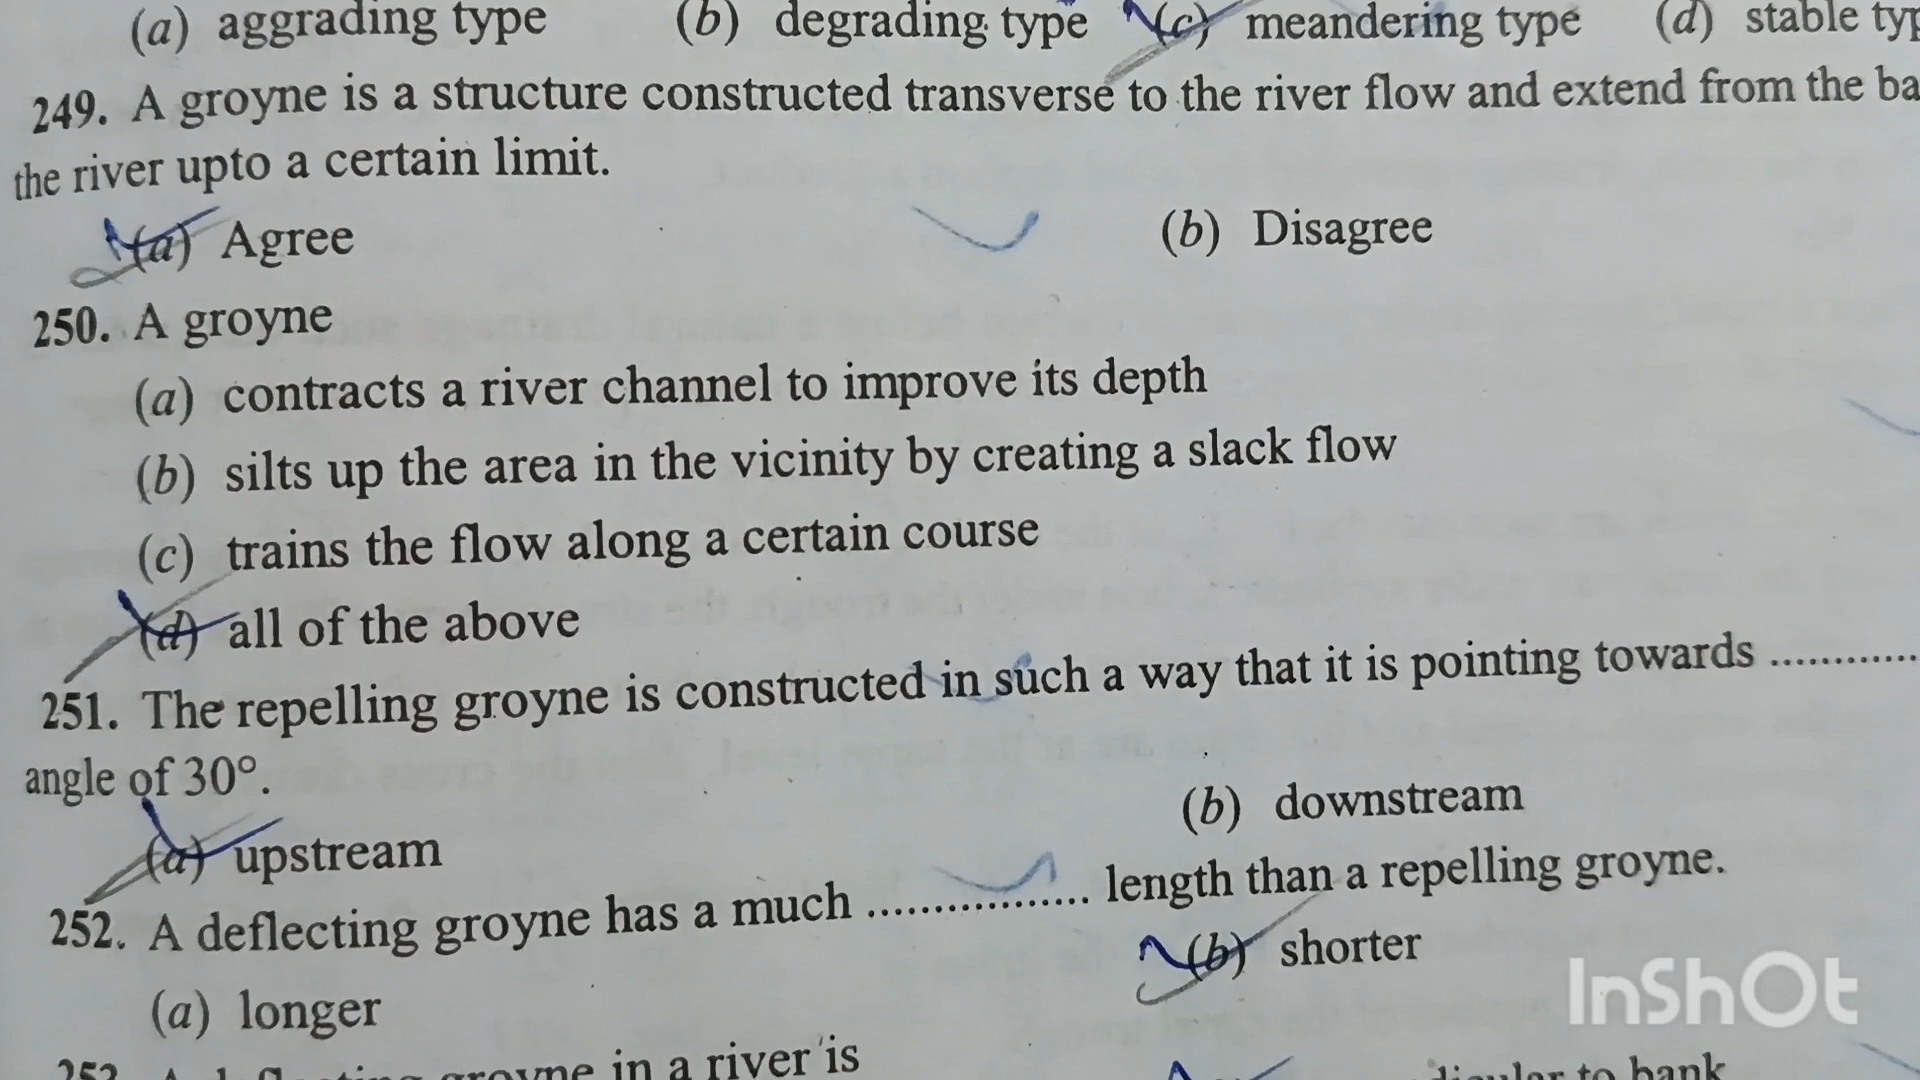 (a) aggrading type (b) degrading type (c) meandering type (d) stable typ
249. A groyne is a structure constructed transverse to the river flow and extend from the ba
the river upto a certain limit.
(a) Agree (b) Disagree
250. A groyne
(a) contracts a river channel to improve its depth
(b) silts up the area in the vicinity by creating a slack flow
(c) trains the flow along a certain course
(d) all of the above
251. The repelling groyne is constructed in such a way that it is pointing towards ............
angle of 30°.
(a) upstream (b) downstream
252. A deflecting groyne has a much ................. length than a repelling groyne.
(a) longer (b) shorter
groyne in a river is
to bank
InShOt